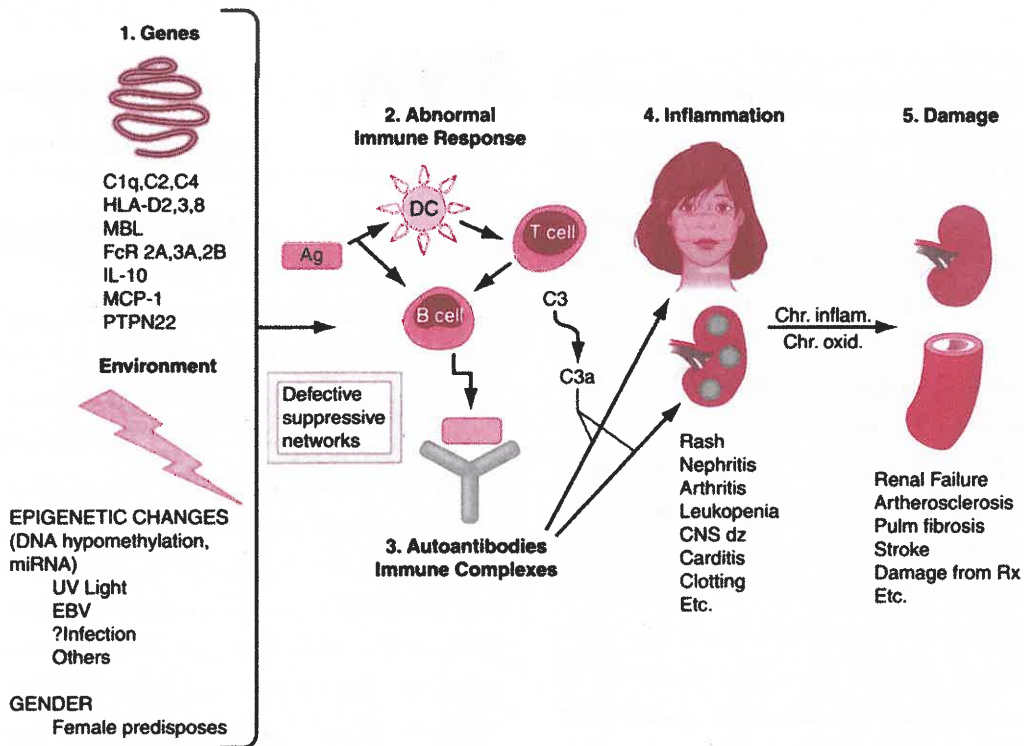 1. Genes
C1q,C2,C4
HLA-D2,3,8
MBL
FcR 2A,3A,2B
IL-10
MCP-1
PTPN22
Environment
EPIGENETIC CHANGES
(DNA hypomethylation,
miRNA)
UV Light
EBV
?Infection
Others
GENDER
Female predisposes
2. Abnormal
Immune Response
DC
Ag
T cell
B cell
C3
C3a
Defective
suppressive
networks
3. Autoantibodies
Immune Complexes
4. Inflammation
Rash
Nephritis
Arthritis
Leukopenia
CNS dz
Carditis
Clotting
Etc.
Chr. inflam.
Chr. oxid.
5. Damage
Renal Failure
Artherosclerosis
Pulm fibrosis
Stroke
Damage from Rx
Etc.